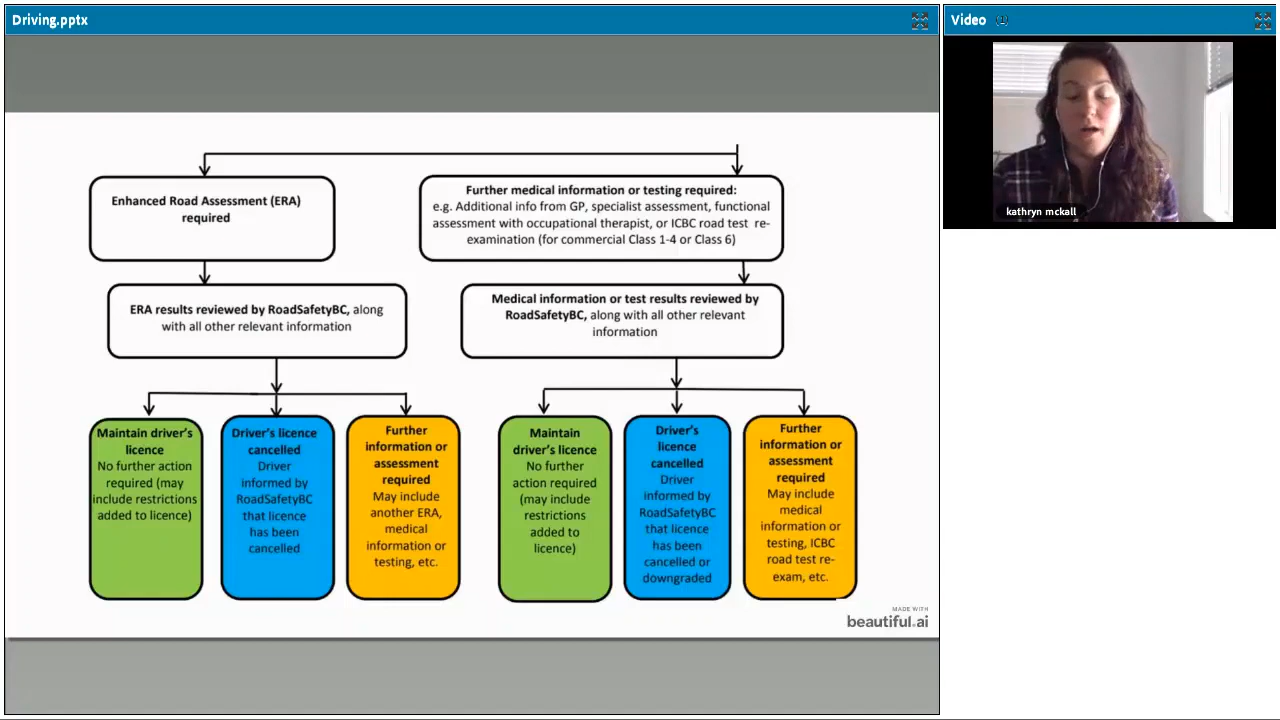 Driving.pptx
Video (1)
kathryn mckall
Enhanced Road Assessment (ERA)
required
Further medical information or testing required:
e.g. Additional info from GP, specialist assessment, functional
assessment with occupational therapist, or ICBC road test re-
examination (for commercial Class 1-4 or Class 6)
ERA results reviewed by RoadSafetyBC, along
with all other relevant information
Medical information or test results reviewed by
RoadSafetyBC, along with all other relevant
information
Maintain driver's
licence
No further action
required (may
include restrictions
added to licence)
Driver's licence
cancelled
Driver
informed by
RoadSafetyBC
that licence
has been
cancelled
Further
information or
assessment
required
May include
another ERA,
medical
information or
testing, etc.
Maintain
driver's licence
No further
action required
(may include
restrictions
added to
licence)
Driver's
licence
cancelled
Driver
informed by
RoadSafetyBC
that licence
has been
cancelled or
downgraded
Further
information or
assessment
required
May include
medical
information or
testing, ICBC
road test re-
exam, etc.
MADE WITH
beautiful.ai